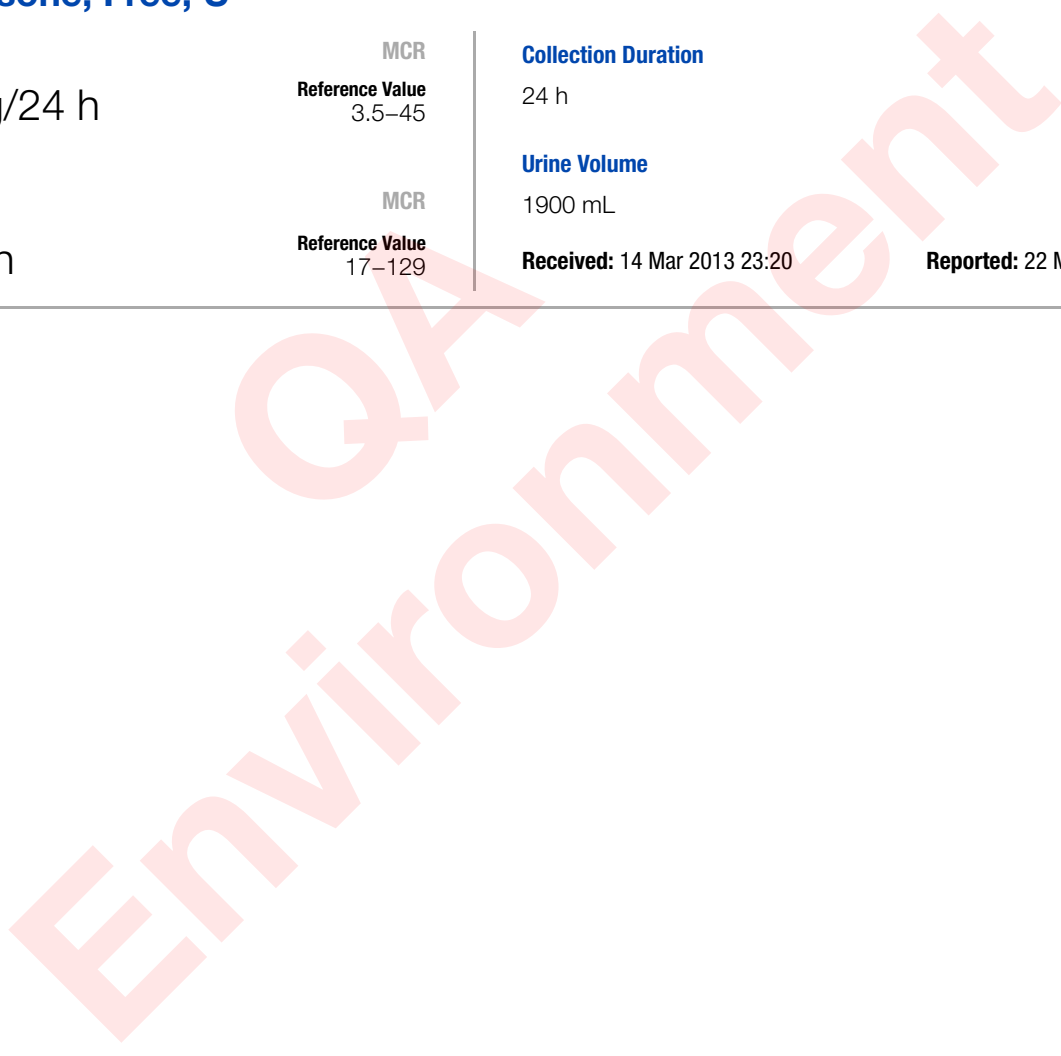 MCR
Reference Value
/24 h
3.5–45
MCR
Reference Value
17–129
Collection Duration
24 h
Urine Volume
1900 mL
Received: 14 Mar 2013 23:20
Reported: 22 M
QA
Environment